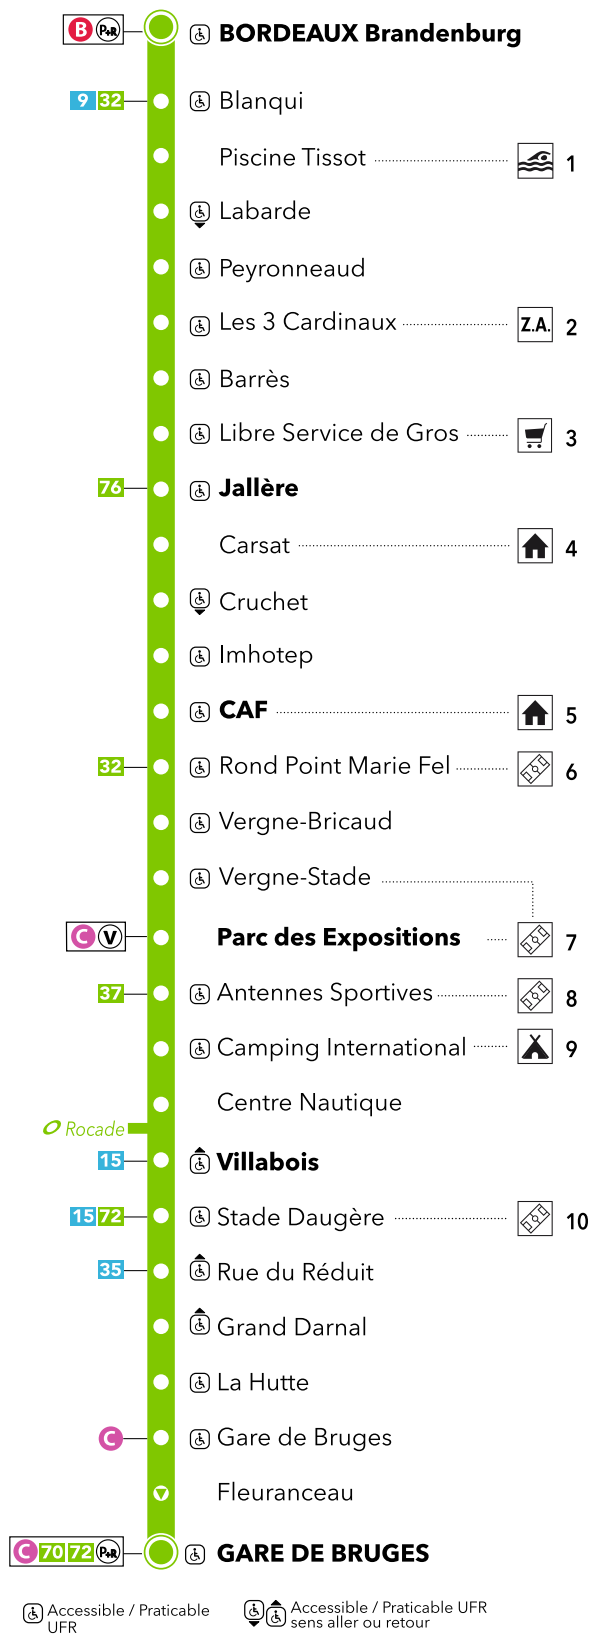 B P+R BORDEAUX Brandenburg
9 32 Blanqui
Piscine Tissot 1
Labarde
Peyronneaud
Les 3 Cardinaux Z.A. 2
Barrès
Libre Service de Gros 3
76 Jallère
Carsat 4
Cruchet
Imhotep
CAF 5
32 Rond Point Marie Fel 6
Vergne-Bricaud
Vergne-Stade
C V Parc des Expositions 7
37 Antennes Sportives 8
Camping International 9
Centre Nautique
Rocade
15 Villabois
15 72 Stade Daugère 10
35 Rue du Réduit
Grand Darnal
La Hutte
C Gare de Bruges
Fleuranceau
C 70 72 P+R GARE DE BRUGES
Accessible / Praticable
UFR
Accessible / Praticable UFR
sens aller ou retour